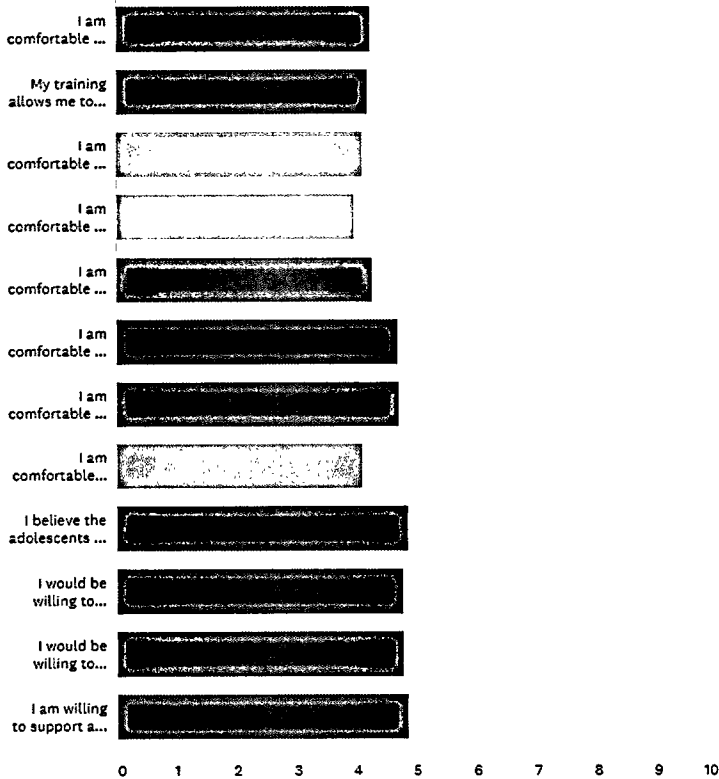 I am
comfortable ...
My training
allows me to...
I am
comfortable ...
I am
comfortable ...
I am
comfortable ...
I am
comfortable ...
I am
comfortable ...
I am
comfortable...
I believe the
adolescents ...
I would be
willing to...
I would be
willing to...
I am willing
to support a...
0 1 2 3 4 5 6 7 8 9 10